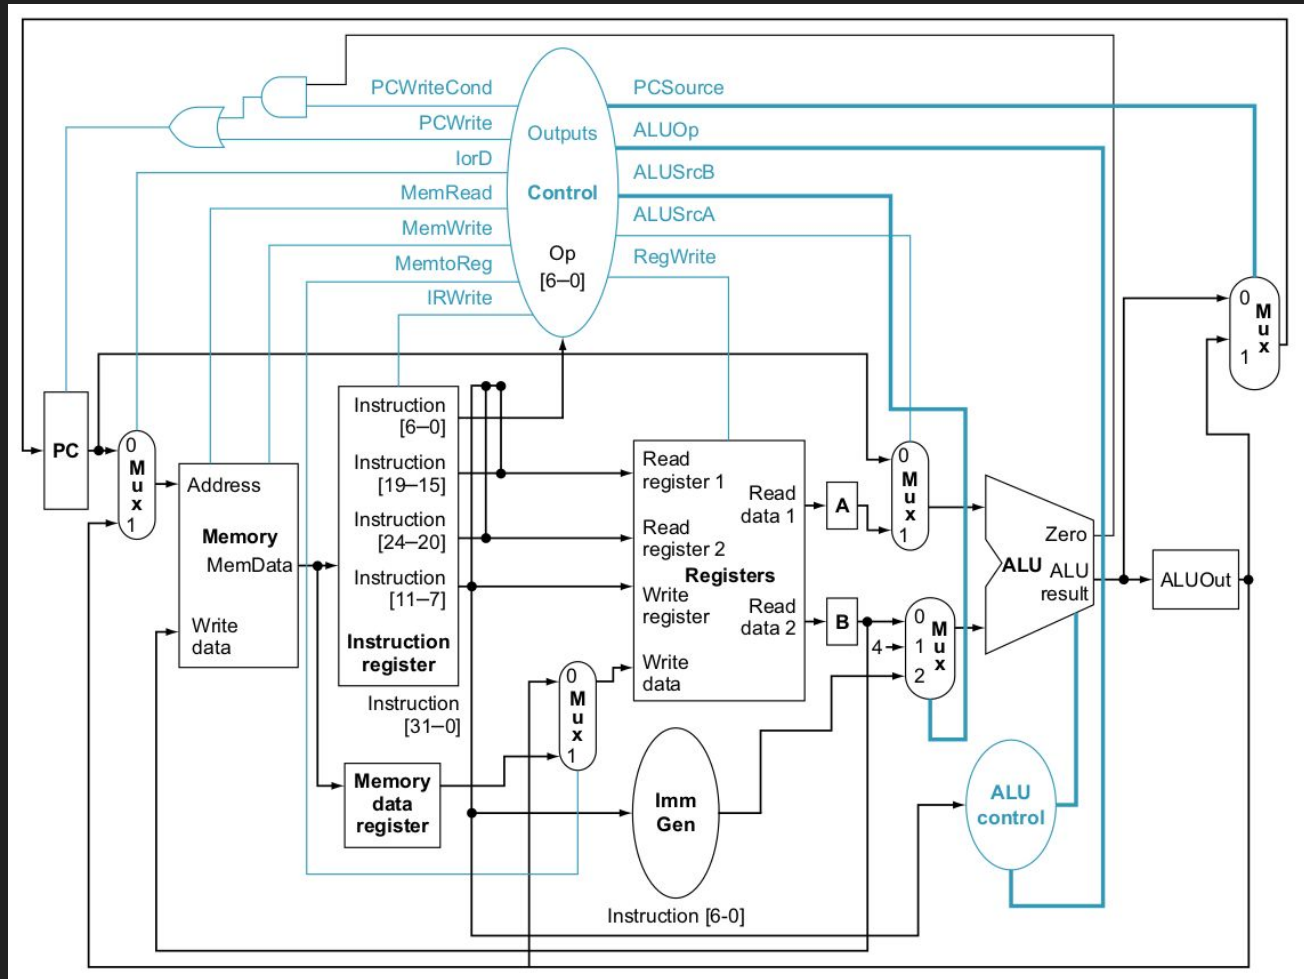 PCWriteCond
PCWrite
IorD
MemRead
MemWrite
MemtoReg
IRWrite
Outputs
Control
Op
[6–0]
PCSource
ALUOp
ALUSrcB
ALUSrcA
RegWrite
0
M
u
x
1
PC
0
M
u
x
1
Address
Memory
MemData
Write
data
Instruction
[6–0]
Instruction
[19–15]
Instruction
[24–20]
Instruction
[11–7]
Instruction
register
Instruction
[31–0]
Memory
data
register
0
M
u
x
1
Read
register 1
Read
register 2
Registers
Write
register
Write
data
Read
data 1
Read
data 2
A
B
0
M
u
x
1
4
0
1
2
M
u
x
Zero
ALU
ALU
result
ALUOut
Imm
Gen
ALU
control
Instruction [6-0]